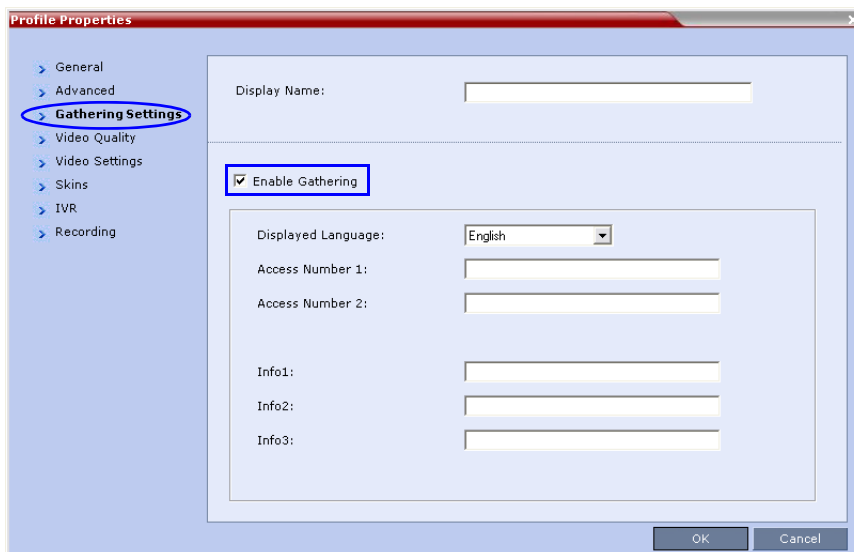 Profile Properties
General
Advanced
Gathering Settings
Video Quality
Video Settings
Skins
IVR
Recording
Display Name:
Enable Gathering
Displayed Language: English
Access Number 1:
Access Number 2:
Info1:
Info2:
Info3:
OK Cancel